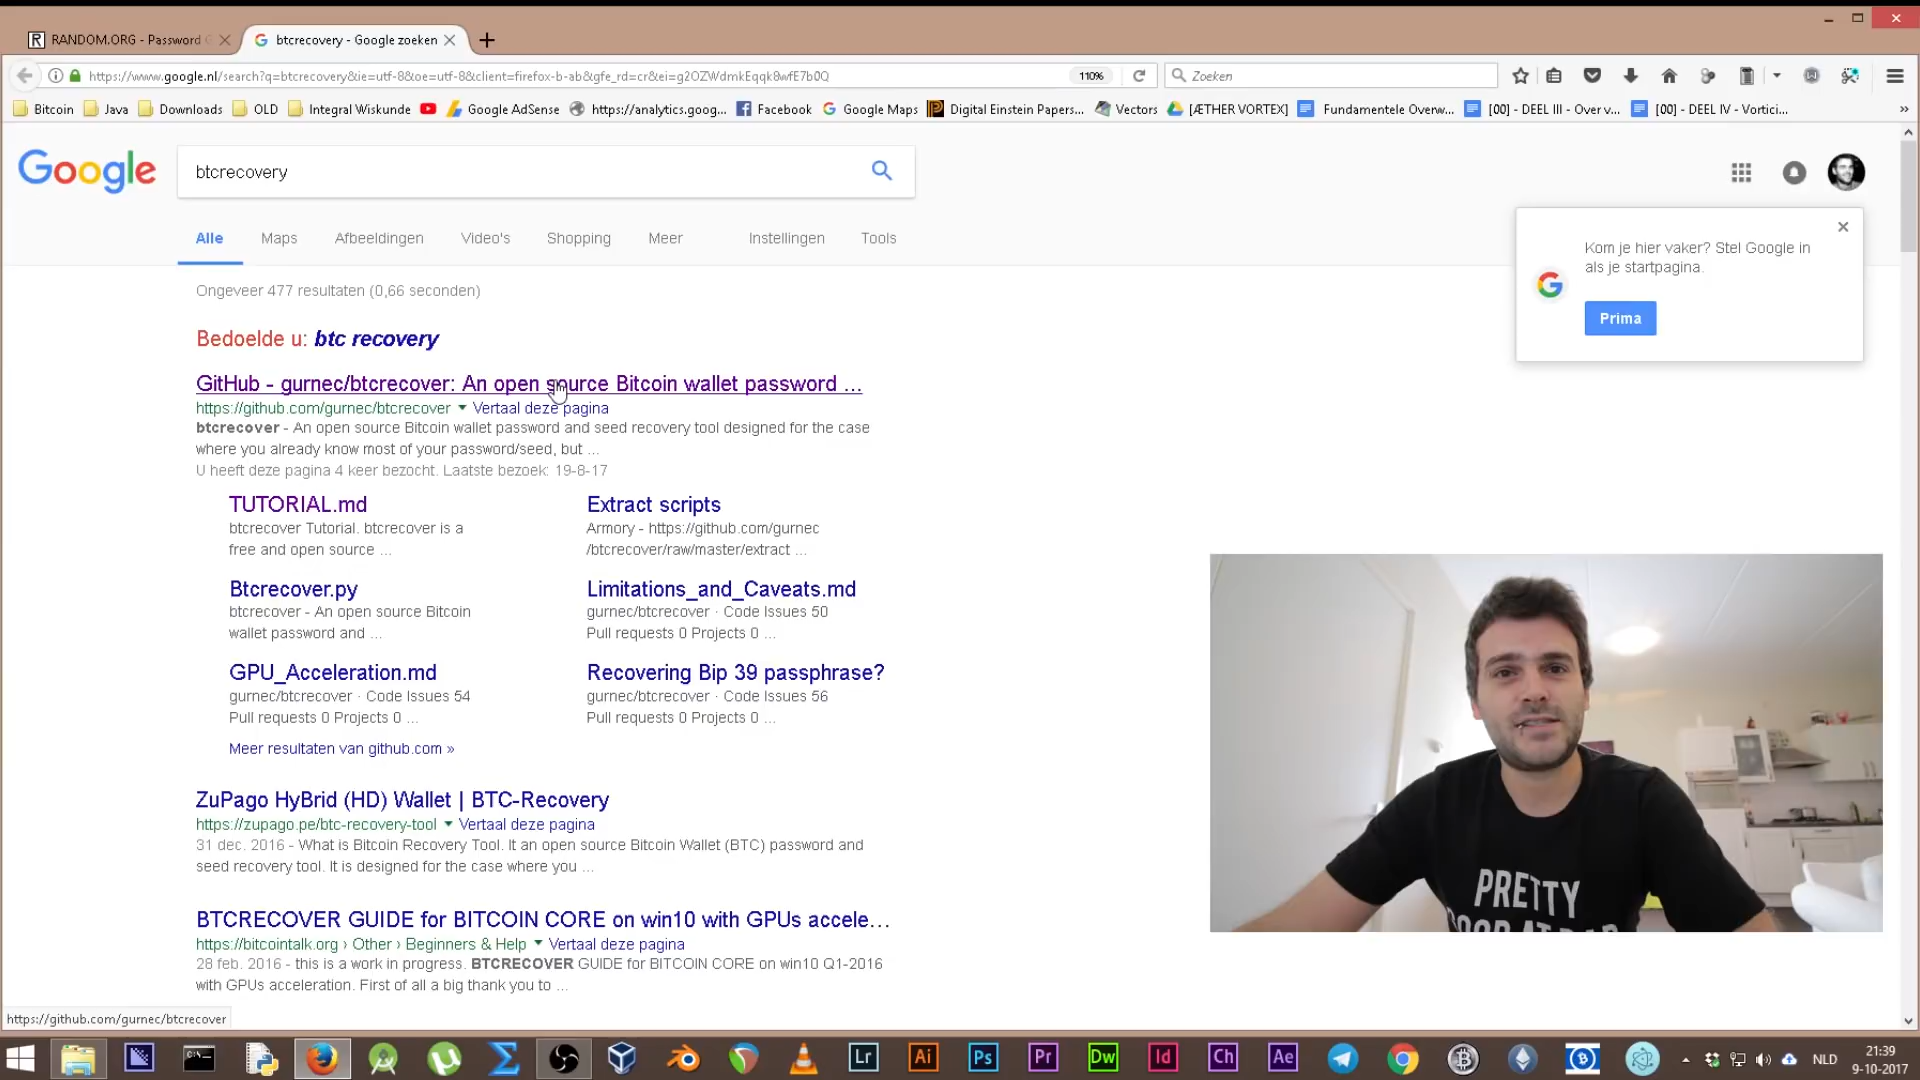 RANDOM.ORG - Password G
btcrecovery - Google zoeken
https://www.google.nl/search?q=btcrecovery&ie=utf-8&oe=utf-8&client=firefox-b-ab&gfe_rd=cr&ei=g2OZWdmkEqqk8wfE7b0Q
110%
Zoeken
Bitcoin
Java
Downloads
OLD
Integral Wiskunde
Google AdSense
https://analytics.goog...
Facebook
Google Maps
Digital Einstein Papers...
Vectors
[ÆTHER VORTEX]
Fundamentele Overw...
[00] - DEEL III - Over v...
[00] - DEEL IV - Vortici...
Google
btcrecovery
Alle
Maps
Afbeeldingen
Video's
Shopping
Meer
Instellingen
Tools
Kom je hier vaker? Stel Google in
als je startpagina.
Prima
Ongeveer 477 resultaten (0,66 seconden)
Bedoelde u: btc recovery
GitHub - gurnec/btcrecover: An open source Bitcoin wallet password ...
https://github.com/gurnec/btcrecover Vertaal deze pagina
btcrecover - An open source Bitcoin wallet password and seed recovery tool designed for the case
where you already know most of your password/seed, but ...
U heeft deze pagina 4 keer bezocht. Laatste bezoek: 19-8-17
TUTORIAL.md
btcrecover Tutorial. btcrecover is a
free and open source ...
Extract scripts
Armory - https://github.com/gurnec
/btcrecover/raw/master/extract ...
Btcrecover.py
btcrecover - An open source Bitcoin
wallet password and ...
Limitations_and_Caveats.md
gurnec/btcrecover · Code Issues 50
Pull requests 0 Projects 0 ...
GPU_Acceleration.md
gurnec/btcrecover · Code Issues 54
Pull requests 0 Projects 0 ...
Recovering Bip 39 passphrase?
gurnec/btcrecover · Code Issues 56
Pull requests 0 Projects 0 ...
Meer resultaten van github.com »
ZuPago HyBrid (HD) Wallet | BTC-Recovery
https://zupago.pe/btc-recovery-tool Vertaal deze pagina
31 dec. 2016 - What is Bitcoin Recovery Tool. It an open source Bitcoin Wallet (BTC) password and
seed recovery tool. It is designed for the case where you ...
BTCRECOVER GUIDE for BITCOIN CORE on win10 with GPUs accele...
https://bitcointalk.org › Other › Beginners & Help Vertaal deze pagina
28 feb. 2016 - this is a work in progress. BTCRECOVER GUIDE for BITCOIN CORE on win10 Q1-2016
with GPUs acceleration. First of all a big thank you to ...
PRETTY
GOOD AT BAD
https://github.com/gurnec/btcrecover
Lr
Ai
Ps
Pr
Dw
Id
Ch
Ae
NLD
21:39
9-10-2017